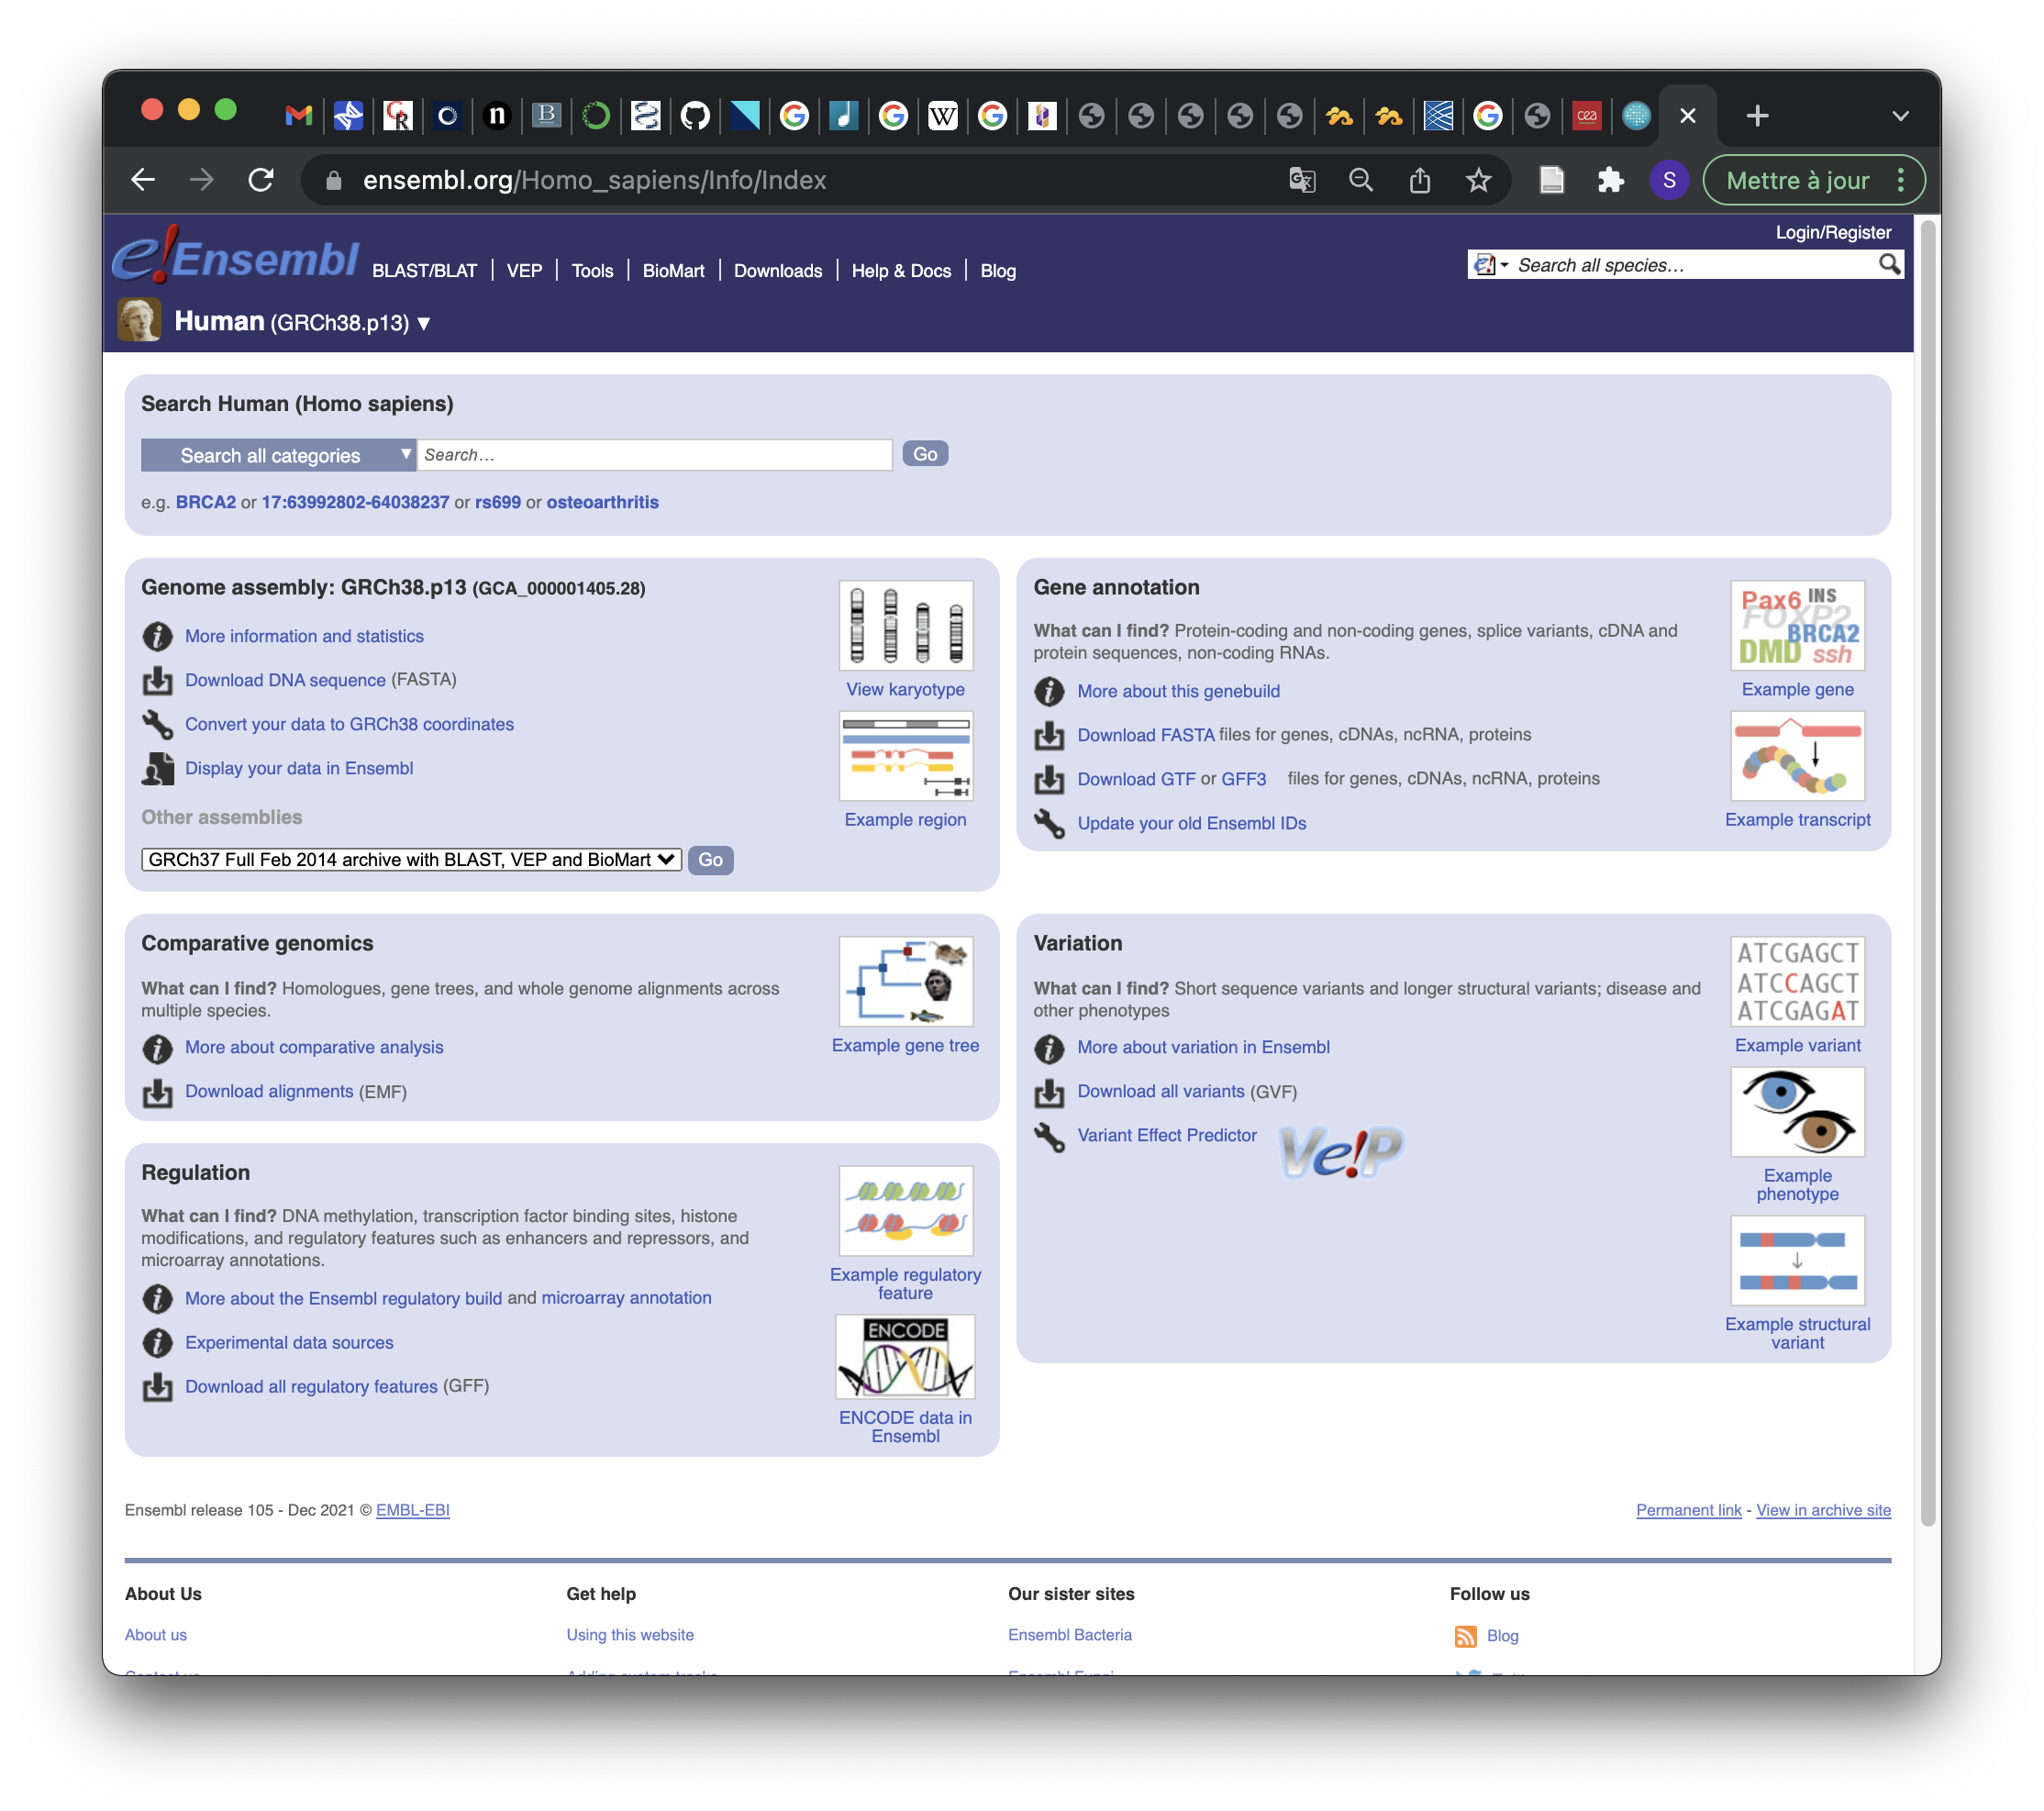 ensembl.org/Homo_sapiens/Info/Index
S
Mettre à jour
e!Ensembl
BLAST/BLAT | VEP | Tools | BioMart | Downloads | Help & Docs | Blog
Login/Register
Search all species…
Human (GRCh38.p13) ▼
Search Human (Homo sapiens)
Search all categories ▼ Search… Go
e.g. BRCA2 or 17:63992802-64038237 or rs699 or osteoarthritis
Genome assembly: GRCh38.p13 (GCA_000001405.28)
More information and statistics
Download DNA sequence (FASTA)
Convert your data to GRCh38 coordinates
Display your data in Ensembl
Other assemblies
GRCh37 Full Feb 2014 archive with BLAST, VEP and BioMart Go
View karyotype
Example region
Gene annotation
What can I find? Protein-coding and non-coding genes, splice variants, cDNA and
protein sequences, non-coding RNAs.
More about this genebuild
Download FASTA files for genes, cDNAs, ncRNA, proteins
Download GTF or GFF3 files for genes, cDNAs, ncRNA, proteins
Update your old Ensembl IDs
Pax6 INS
FOXP2
BRCA2
DMD ssh
Example gene
Example transcript
Comparative genomics
What can I find? Homologues, gene trees, and whole genome alignments across
multiple species.
More about comparative analysis
Download alignments (EMF)
Example gene tree
Variation
What can I find? Short sequence variants and longer structural variants; disease and
other phenotypes
More about variation in Ensembl
Download all variants (GVF)
Variant Effect Predictor
Ve!P
ATCGAGCT
ATCCAGCT
ATCGAGAT
Example variant
Example
phenotype
Example structural
variant
Regulation
What can I find? DNA methylation, transcription factor binding sites, histone
modifications, and regulatory features such as enhancers and repressors, and
microarray annotations.
More about the Ensembl regulatory build and microarray annotation
Experimental data sources
Download all regulatory features (GFF)
Example regulatory
feature
ENCODE
ENCODE data in
Ensembl
Ensembl release 105 - Dec 2021 © EMBL-EBI
Permanent link - View in archive site
About Us
About us
Get help
Using this website
Our sister sites
Ensembl Bacteria
Follow us
Blog